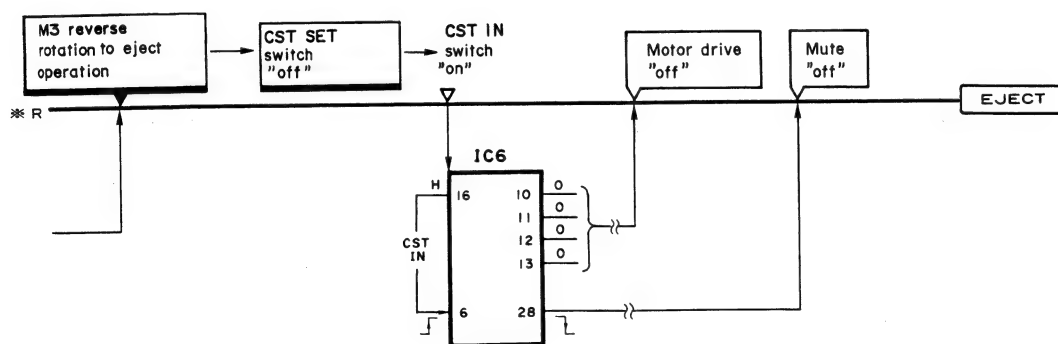 M3 reverse
rotation to eject
operation
CST SET
switch
"off"
CST IN
switch
"on"
Motor drive
"off"
Mute
"off"
※ R
EJECT
IC6
H
16
10
0
11
0
12
0
13
0
CST
IN
6
28